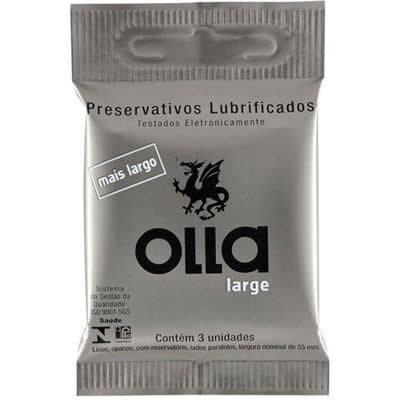 Preservativos Lubrificados
Testados Eletronicamente
mais largo
olla
large
Sistema
da Gestão da
Qualidade
ISO 9001-SGS
Saúde
N
Contém 3 unidades
Lisos, opacos, com reservatório, lados paralelos, largura nominal de 55 mm.